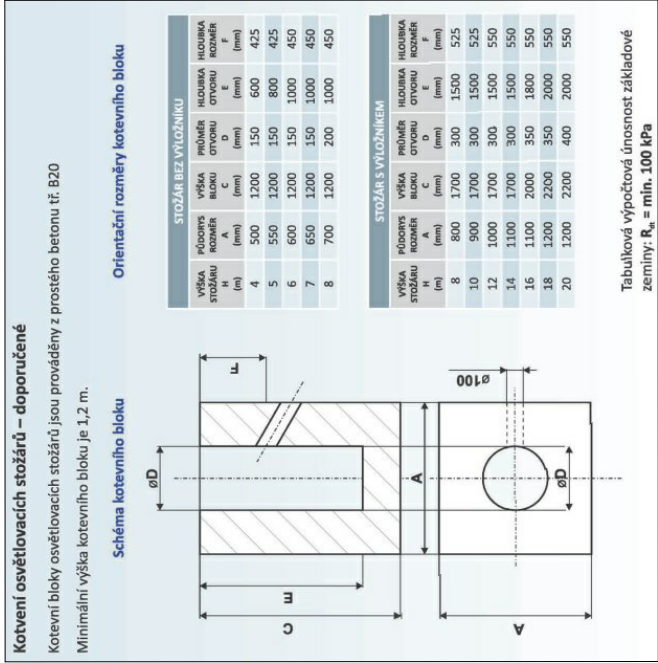 Kotvení osvětlovacích stožárů – doporučené
Kotevní bloky osvětlovacích stožárů jsou prováděny z prostého betonu tř. B20
Minimální výška kotevního bloku je 1,2 m.
Schéma kotevního bloku
øD
F
E
C
A
ø100
øD
A
Orientační rozměry kotevního bloku
STOŽÁR BEZ VÝLOŽNÍKU
VÝŠKA STOŽÁRU H (m) PŮDORYS ROZMĚR A (mm) VÝŠKA BLOKU C (mm) PRŮMĚR OTVORU D (mm) HLOUBKA OTVORU E (mm) HLOUBKA ROZMĚR F (mm)
4 500 1200 150 600 425
5 550 1200 150 800 425
6 600 1200 150 1000 450
7 650 1200 150 1000 450
8 700 1200 200 1000 450
STOŽÁR S VÝLOŽNÍKEM
VÝŠKA STOŽÁRU H (m) PŮDORYS ROZMĚR A (mm) VÝŠKA BLOKU C (mm) PRŮMĚR OTVORU D (mm) HLOUBKA OTVORU E (mm) HLOUBKA ROZMĚR F (mm)
8 800 1700 300 1500 525
10 900 1700 300 1500 525
12 1000 1700 300 1500 550
14 1100 1700 300 1500 550
16 1100 2000 350 1800 550
18 1200 2200 350 2000 550
20 1200 2200 400 2000 550
Tabulková výpočtová únosnost základové
zeminy: R = min. 100 kPa